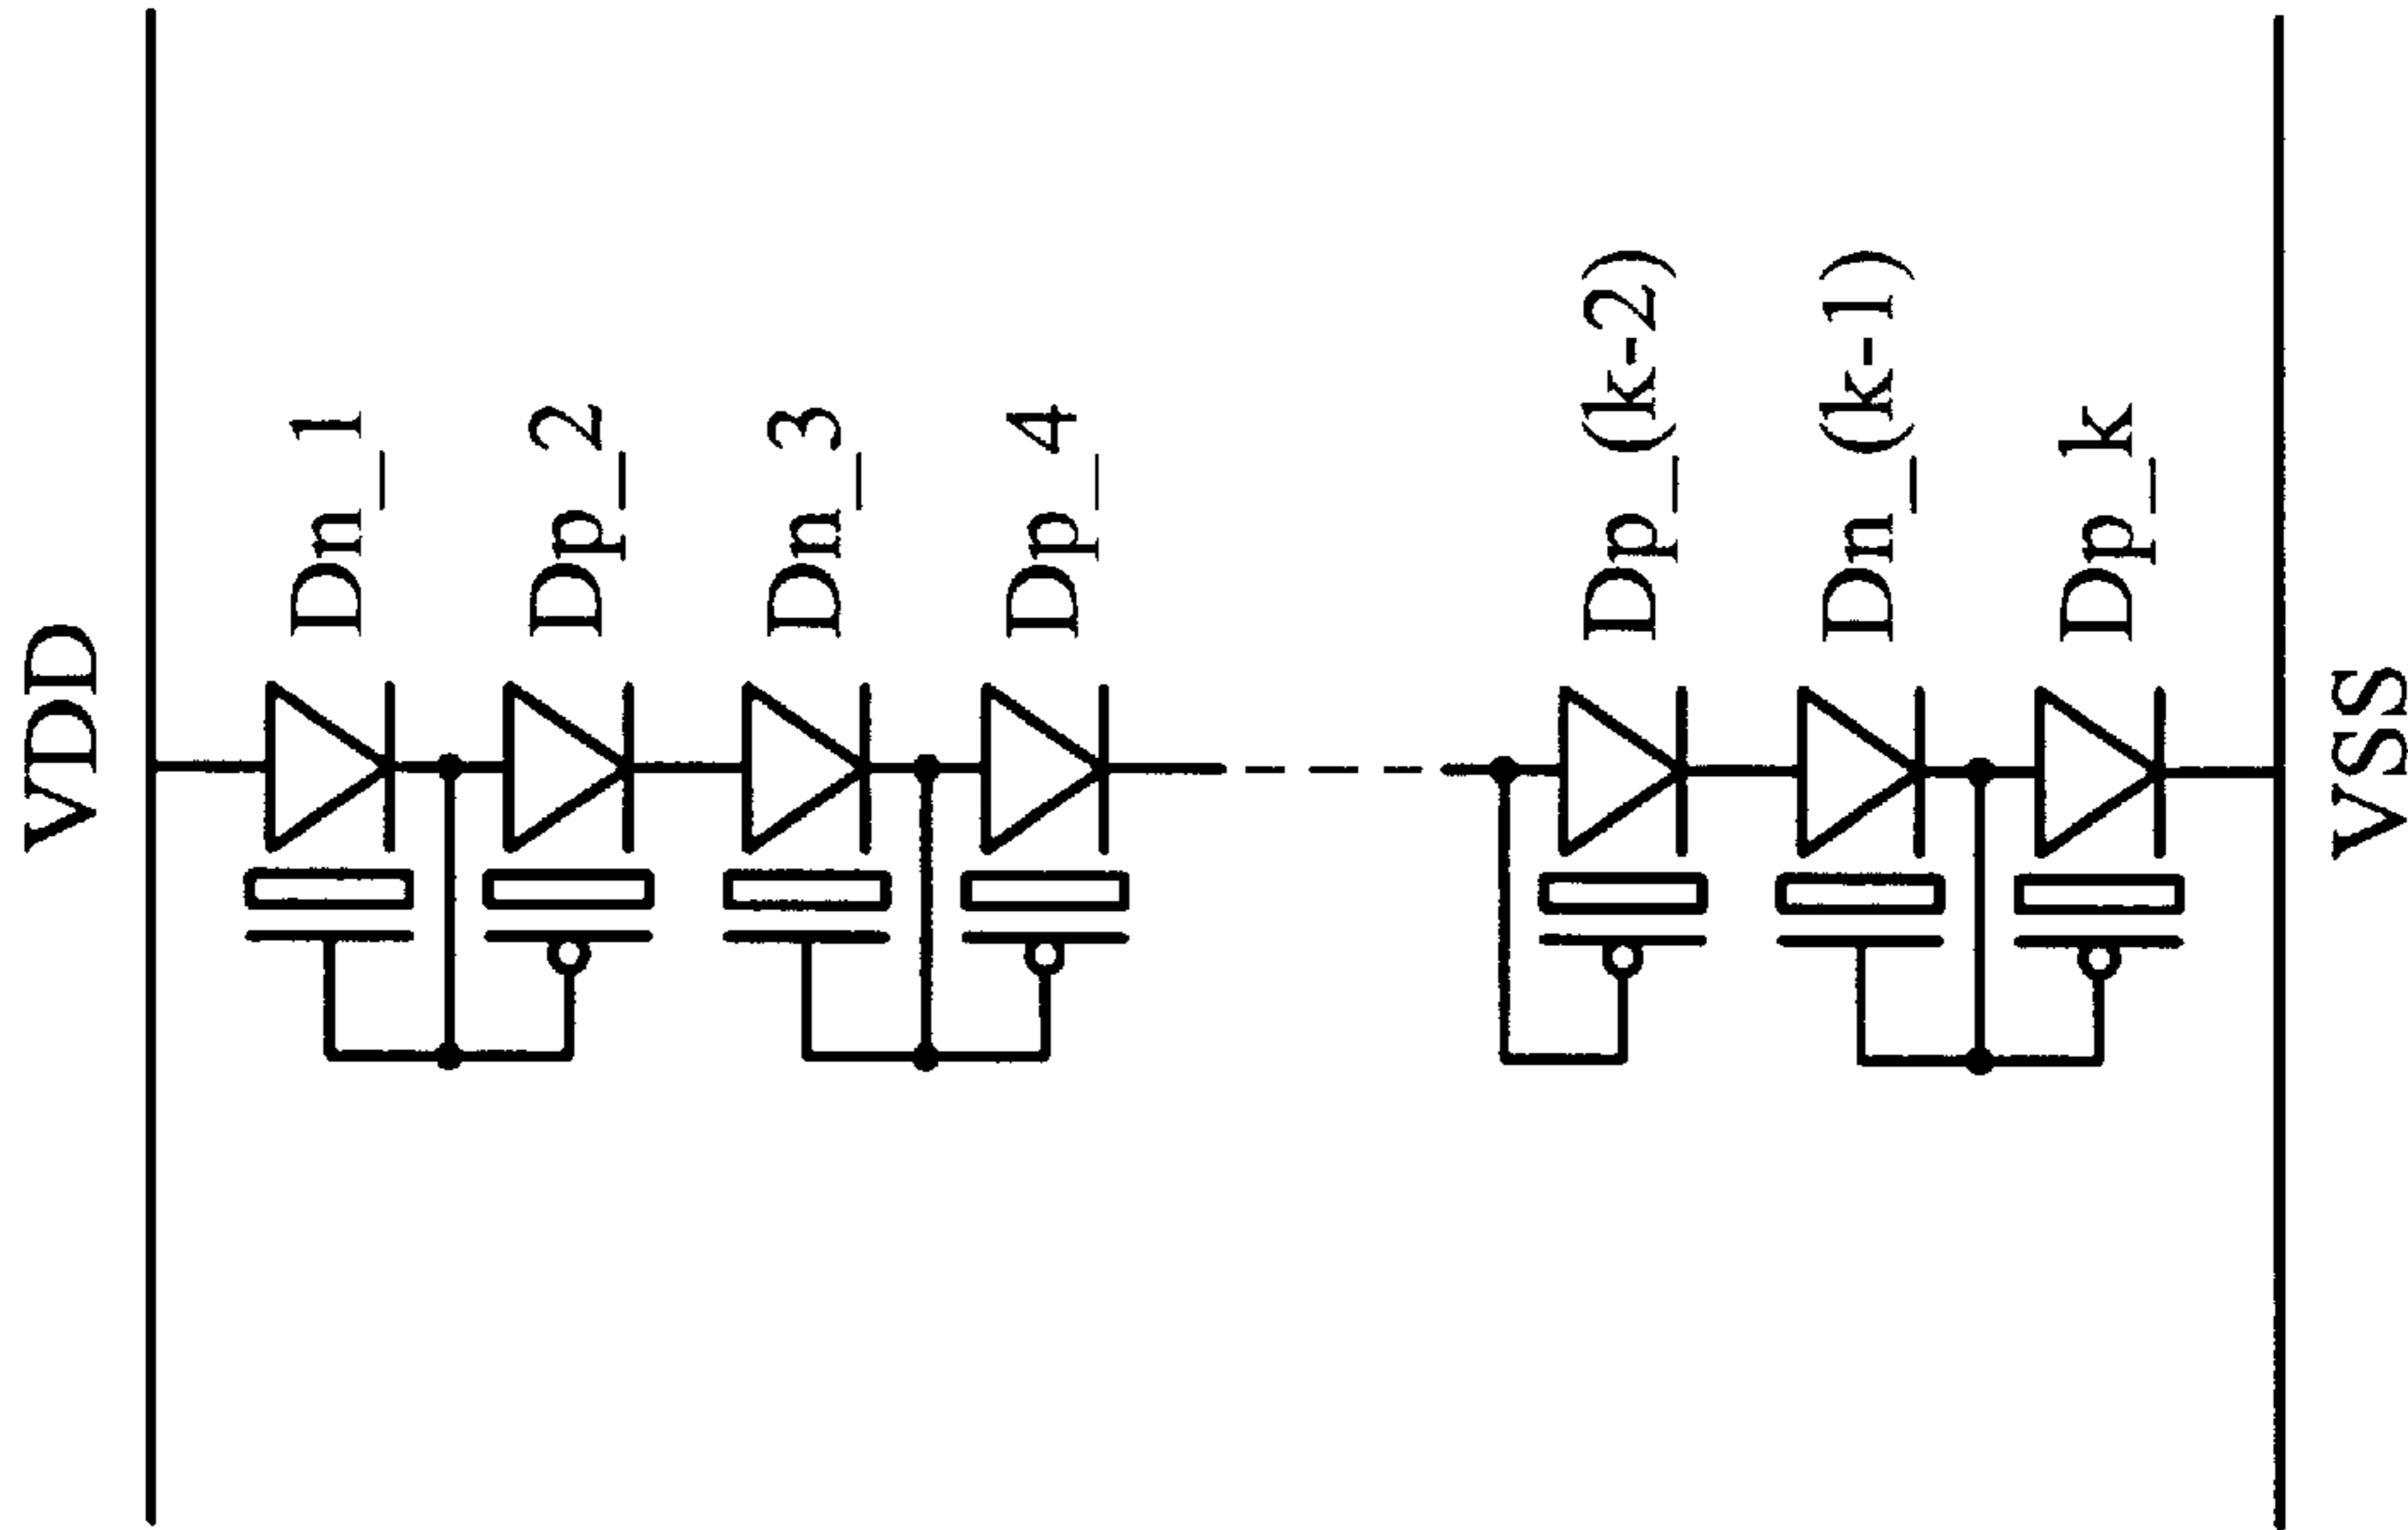 VDD
Dn_1
Dp_2
Dn_3
Dp_4
Dp_(k-2)
Dn_(k-1)
Dp_k
VSS